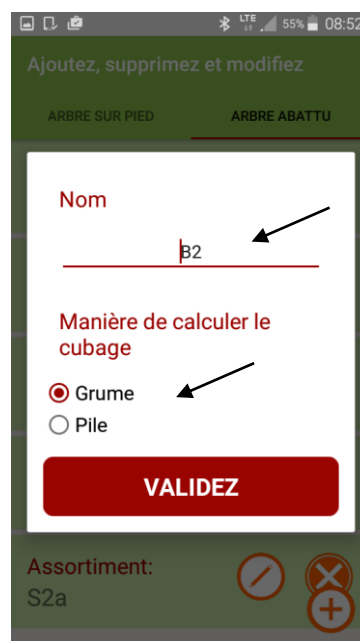 LTE 55% 08:52
Ajoutez, supprimez et modifiez
ARBRE SUR PIED ARBRE ABATTU
Nom
B2
Manière de calculer le
cubage
Grume
Pile
VALIDEZ
Assortiment:
S2a